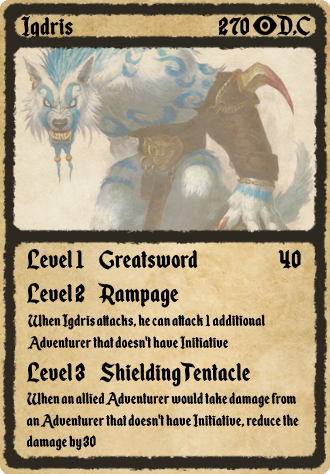 Igdris 270 D.C
Level 1 Greatsword 40
Level 2 Rampage
When Igdris attacks, he can attack 1 additional
Adventurer that doesn't have Initiative
Level 3 Shielding Tentacle
When an allied Adventurer would take damage from
an Adventurer that doesn't have Initiative, reduce the
damage by 30